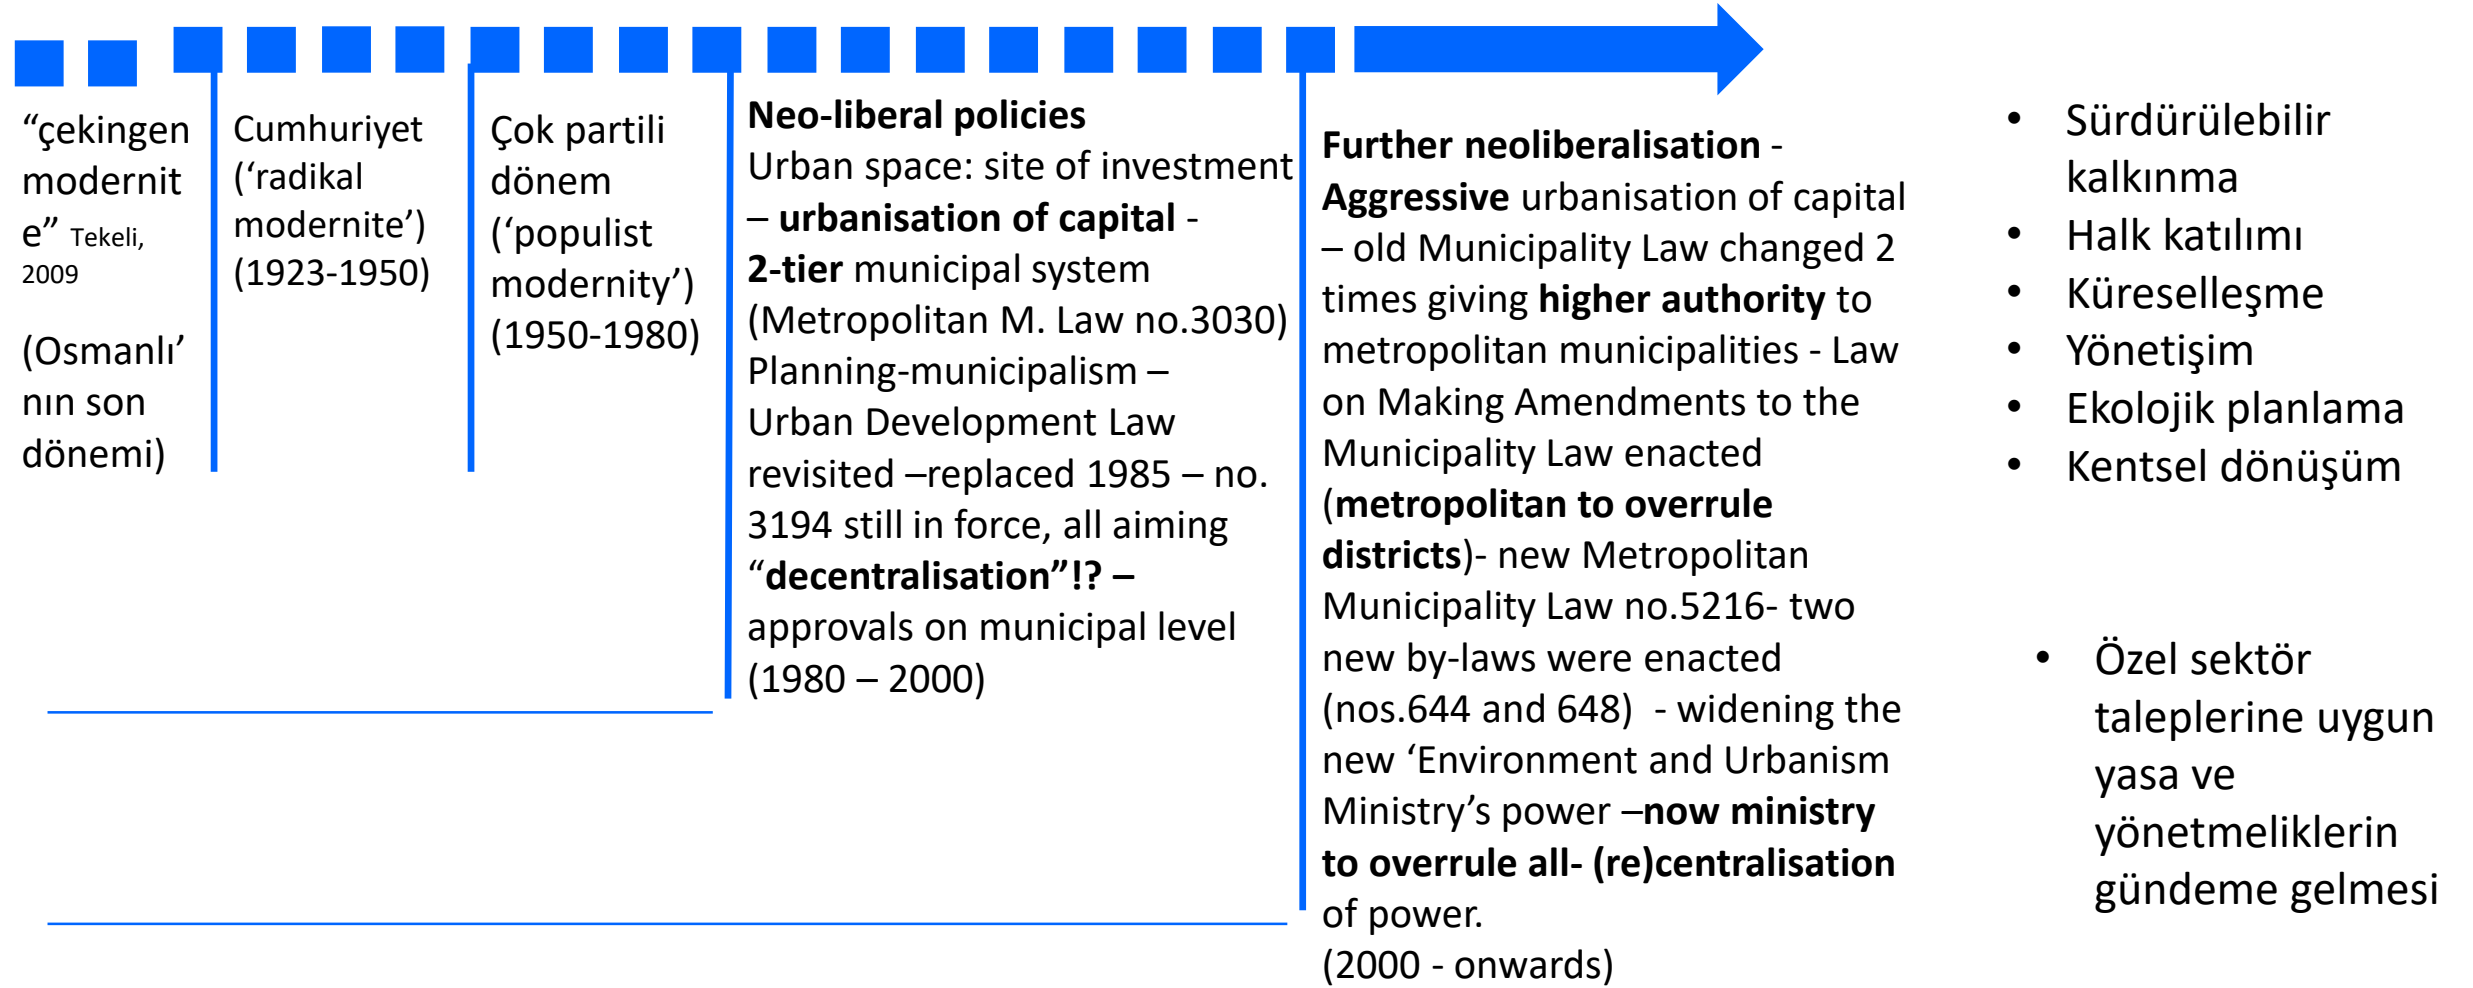 “çekingen
modernit
e” Tekeli,
2009
(Osmanlı’
nın son
dönemi)
Cumhuriyet
(‘radikal
modernite’)
(1923-1950)
Çok partili
dönem
(‘populist
modernity’)
(1950-1980)
Neo-liberal policies
Urban space: site of investment
– urbanisation of capital -
2-tier municipal system
(Metropolitan M. Law no.3030)
Planning-municipalism –
Urban Development Law
revisited –replaced 1985 – no.
3194 still in force, all aiming
“decentralisation”!? –
approvals on municipal level
(1980 – 2000)
Further neoliberalisation -
Aggressive urbanisation of capital
– old Municipality Law changed 2
times giving higher authority to
metropolitan municipalities - Law
on Making Amendments to the
Municipality Law enacted
(metropolitan to overrule
districts)- new Metropolitan
Municipality Law no.5216- two
new by-laws were enacted
(nos.644 and 648)  - widening the
new ‘Environment and Urbanism
Ministry’s power –now ministry
to overrule all- (re)centralisation
of power.
(2000 - onwards)
• Sürdürülebilir
kalkınma
• Halk katılımı
• Küreselleşme
• Yönetişim
• Ekolojik planlama
• Kentsel dönüşüm
• Özel sektör
taleplerine uygun
yasa ve
yönetmeliklerin
gündeme gelmesi